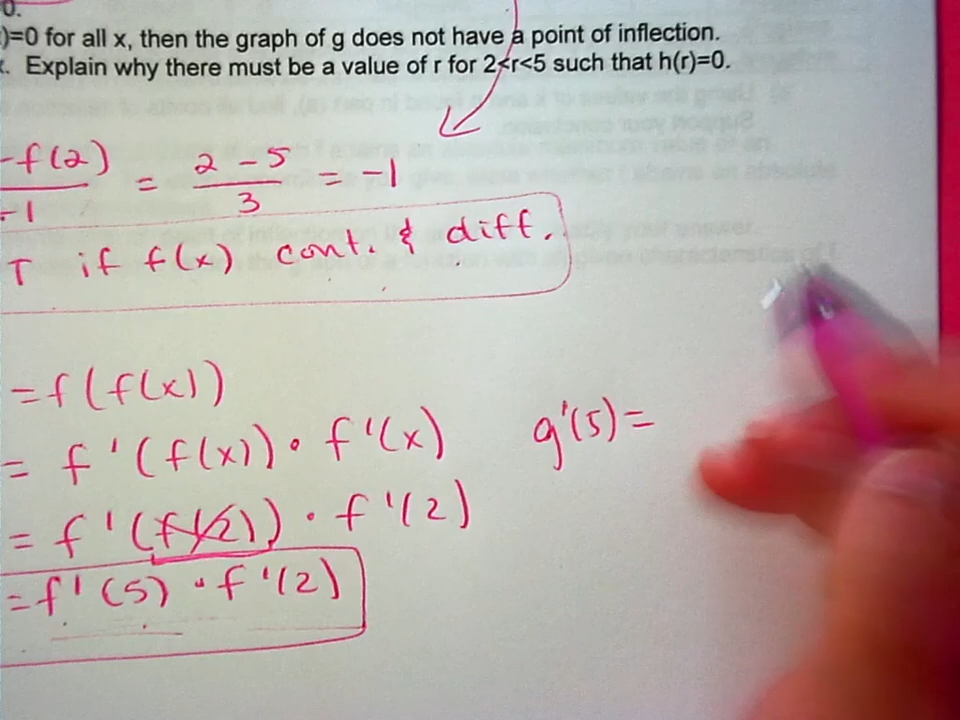 0.
)=0 for all x, then the graph of g does not have a point of inflection.
. Explain why there must be a value of r for 2<r<5 such that h(r)=0.
-f(2) / -1 = 2-5 / 3 = -1
T if f(x) cont. & diff.
=f(f(x))
= f'(f(x)) · f'(x)
g'(5)=
= f'(f(2)) · f'(2)
=f'(5) · f'(2)